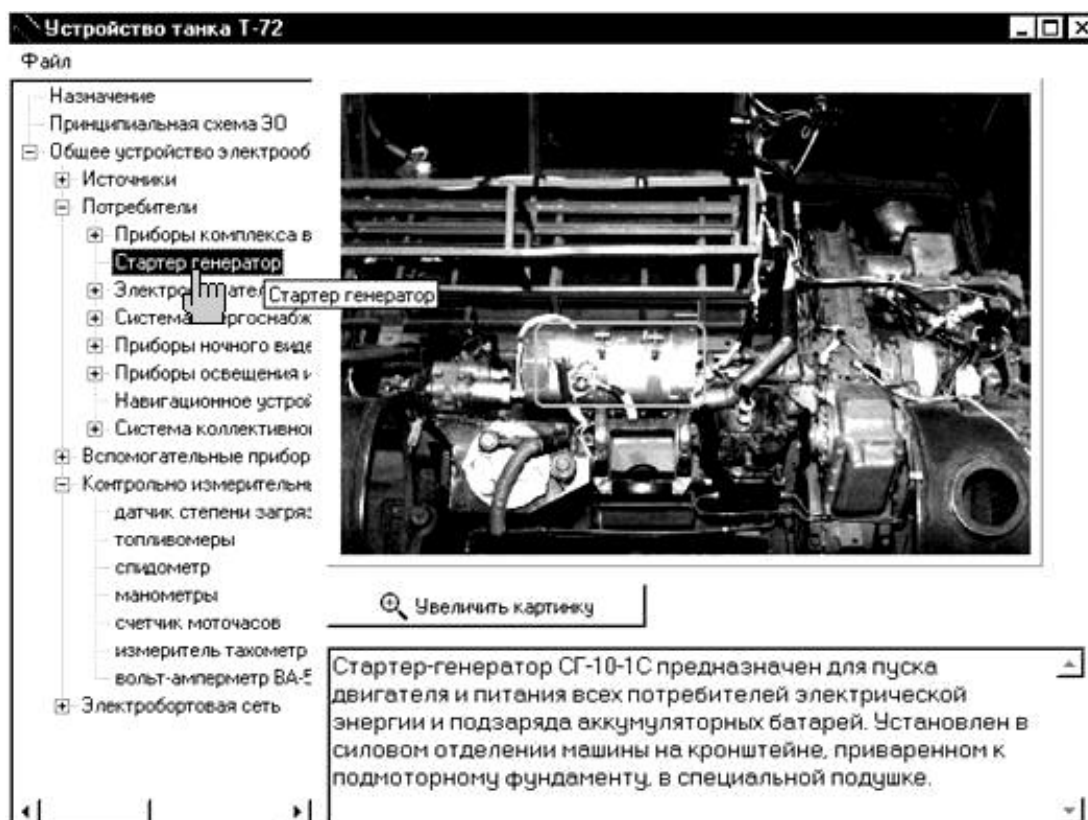 Устройство танка Т-72
Файл
Назначение
Принципиальная схема ЭО
Общее устройство электрооб
Источники
Потребители
Приборы комплекса в
Стартер генератор
Стартер генератор
Система
Приборы ночного виде
Приборы освещения и
Навигационное устрой
Система коллективног
Вспомогательные прибор
Контрольно измерительны
датчик степени загряз
топливомеры
спидометр
манометры
счетчик моточасов
измеритель тахометр
вольт-амперметр ВА-5
Электробортовая сеть
Увеличить картинку
Стартер-генератор СГ-10-1С предназначен для пуска
двигателя и питания всех потребителей электрической
энергии и подзаряда аккумуляторных батарей. Установлен в
силовом отделении машины на кронштейне, приваренном к
подмоторному фундаменту, в специальной подушке.